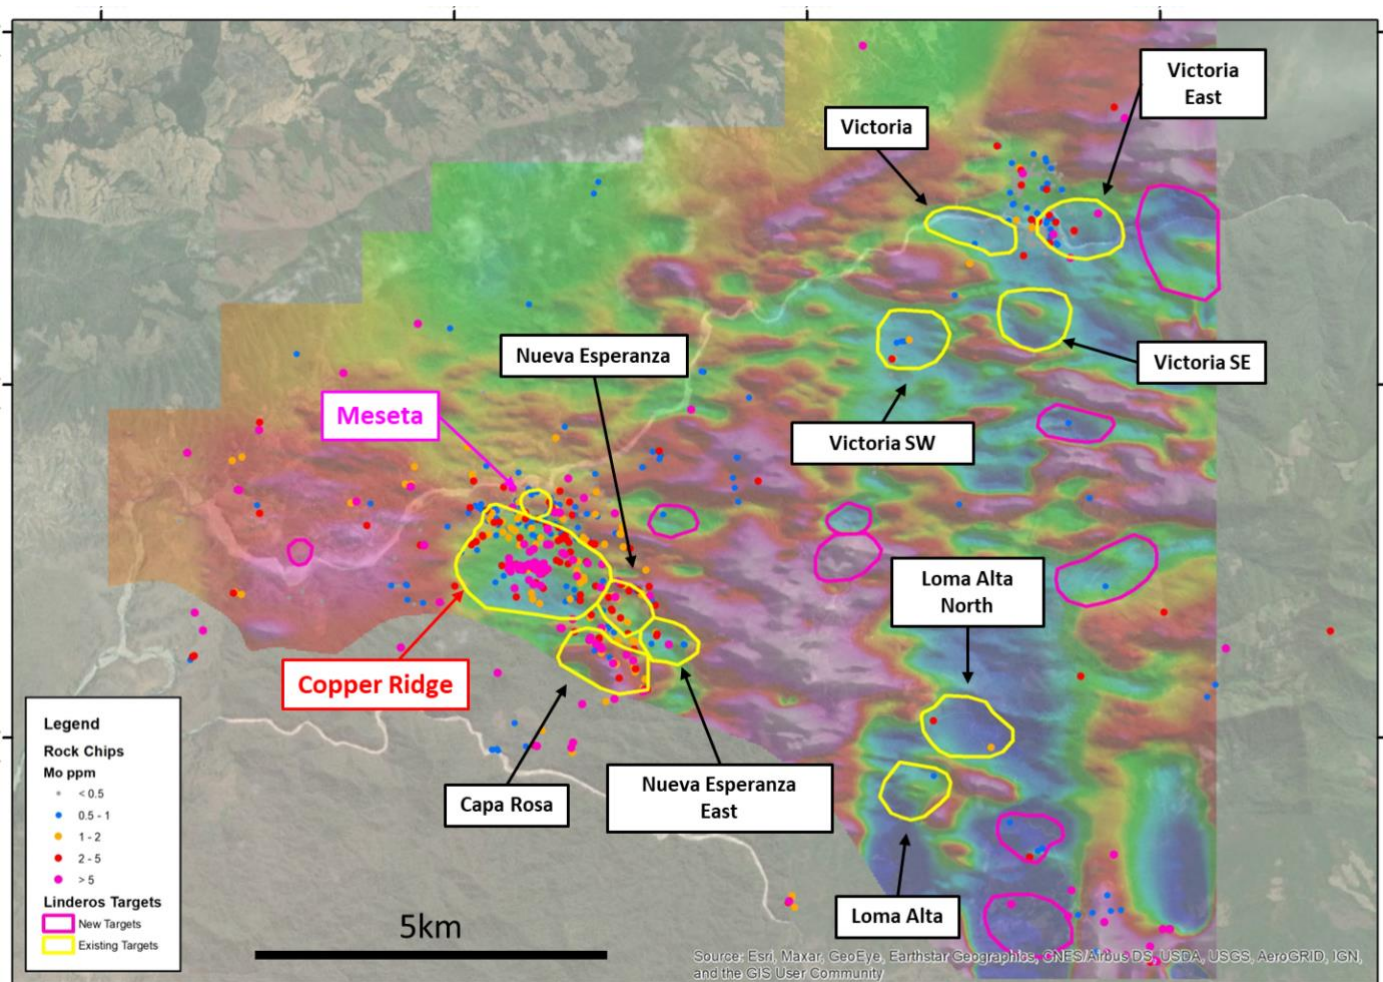 Victoria
East
Victoria
Nueva Esperanza
Victoria SE
Meseta
Victoria SW
Loma Alta
North
Copper Ridge
Capa Rosa
Nueva Esperanza
East
Loma Alta
Legend
Rock Chips
Mo ppm
< 0.5
0.5 - 1
1 - 2
2 - 5
> 5
Linderos Targets
New Targets
Existing Targets
5km
Source: Esri, Maxar, GeoEye, Earthstar Geographics, CNES/Airbus DS, USDA, USGS, AeroGRID, IGN,
and the GIS User Community